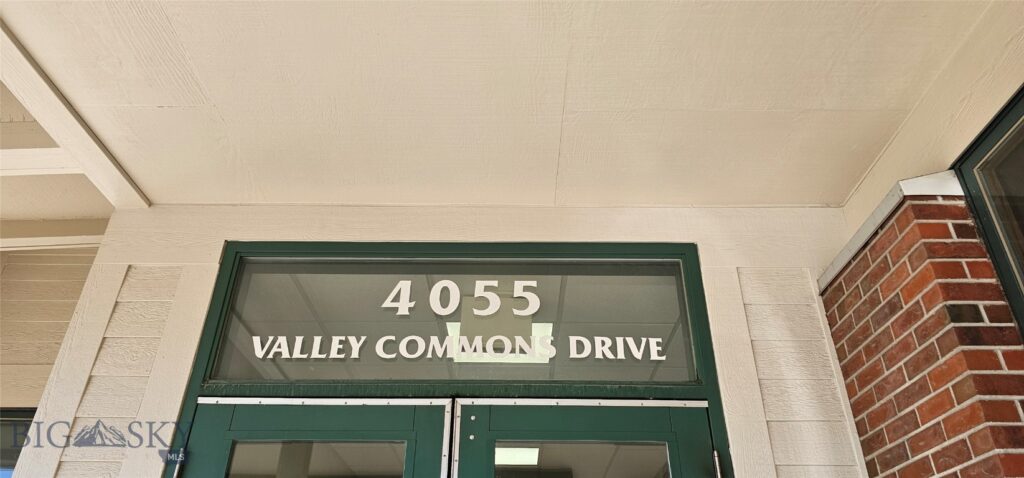 4055
VALLEY COMMONS DRIVE
BIG SKY
MLS